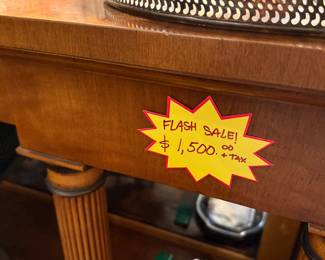 FLASH SALE!
$1,500.00
+ TAX